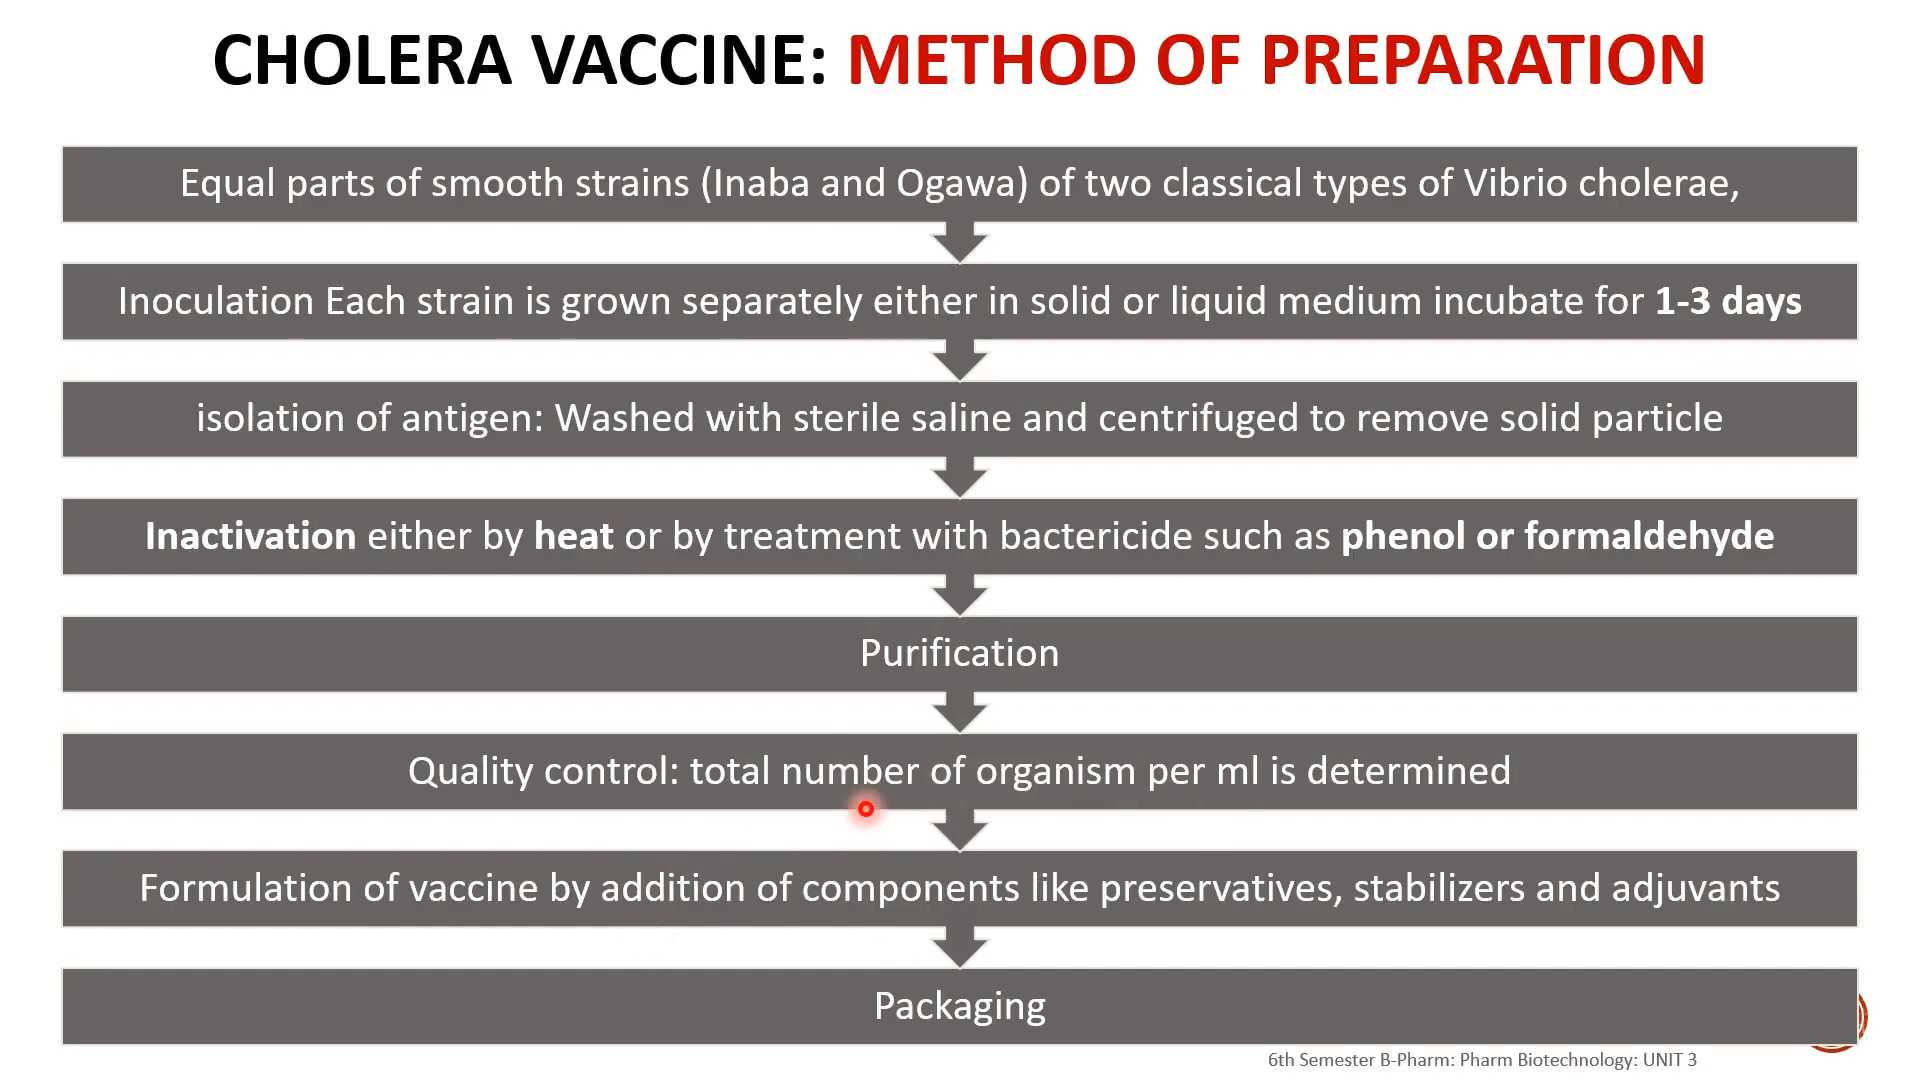 CHOLERA VACCINE: METHOD OF PREPARATION
Equal parts of smooth strains (Inaba and Ogawa) of two classical types of Vibrio cholerae,
Inoculation Each strain is grown separately either in solid or liquid medium incubate for 1-3 days
isolation of antigen: Washed with sterile saline and centrifuged to remove solid particle
Inactivation either by heat or by treatment with bactericide such as phenol or formaldehyde
Purification
Quality control: total number of organism per ml is determined
Formulation of vaccine by addition of components like preservatives, stabilizers and adjuvants
Packaging
6th Semester B-Pharm: Pharm Biotechnology: UNIT 3